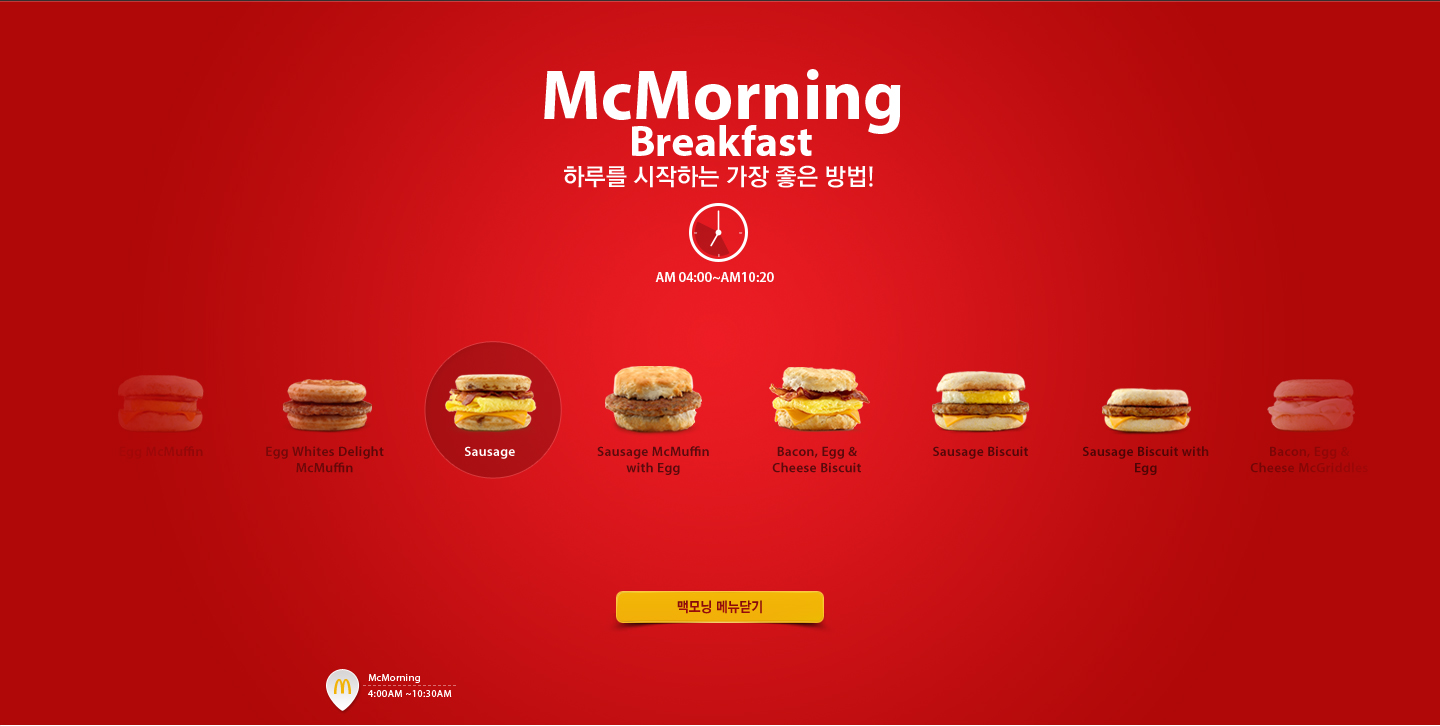 McMorning
Breakfast
하루를 시작하는 가장 좋은 방법!
AM 04:00~AM10:20
Egg McMuffin
Egg Whites Delight
McMuffin
Sausage
Sausage McMuffin
with Egg
Bacon, Egg &
Cheese Biscuit
Sausage Biscuit
Sausage Biscuit with
Egg
Bacon, Egg &
Cheese McGriddles
맥모닝 메뉴닫기
McMorning
4:00AM ~10:30AM